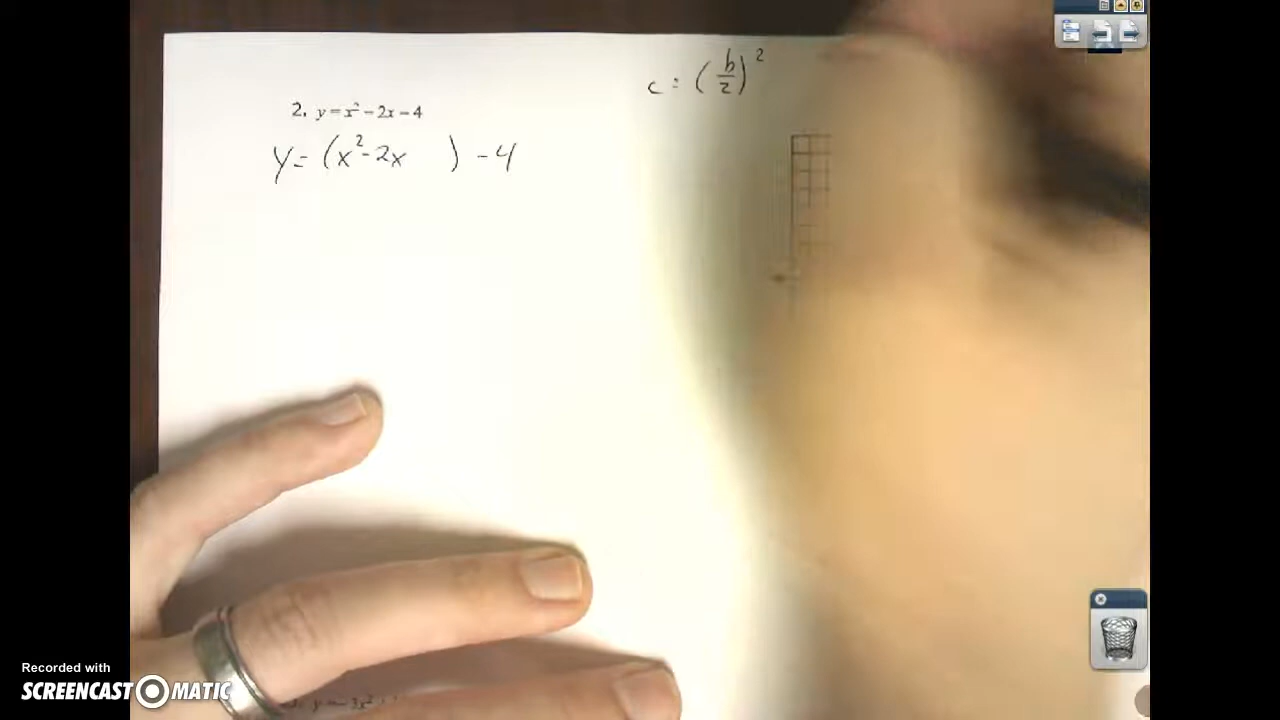 c = (b/2)²
2. y = x² - 2x - 4
y = (x² - 2x ) - 4
Recorded with
SCREENCAST MATIC